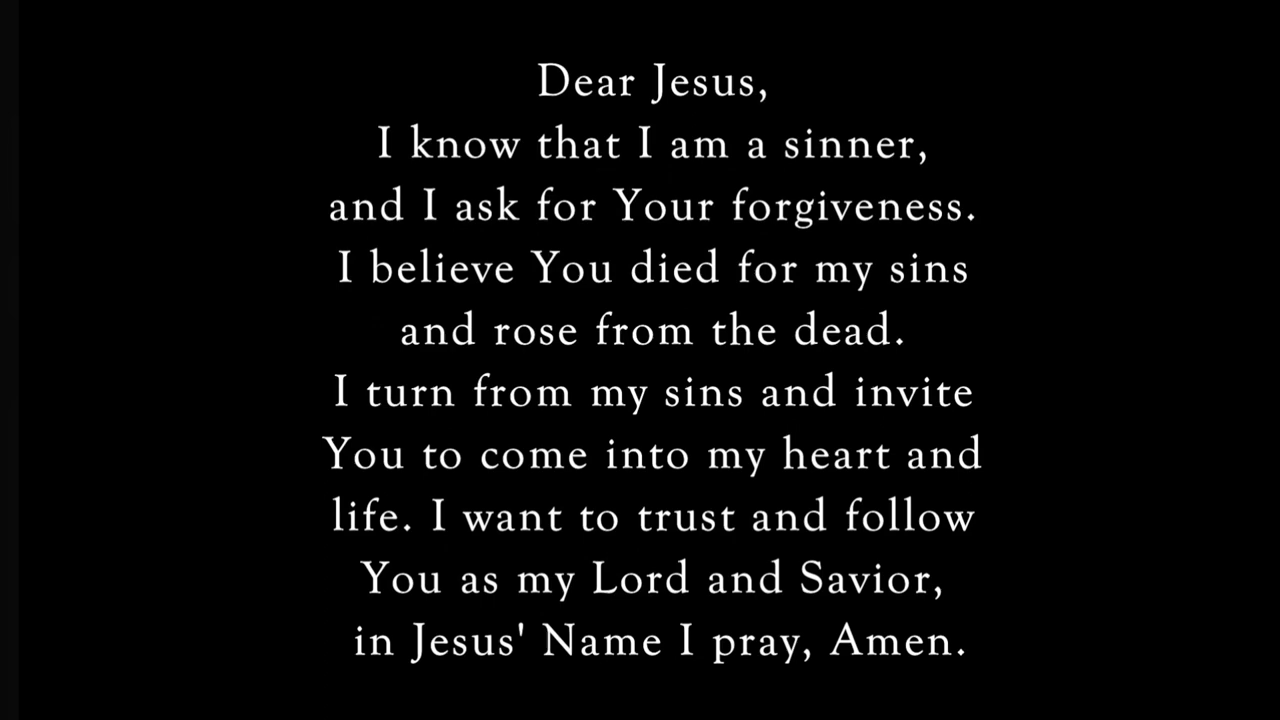 Dear Jesus,
I know that I am a sinner,
and I ask for Your forgiveness.
I believe You died for my sins
and rose from the dead.
I turn from my sins and invite
You to come into my heart and
life. I want to trust and follow
You as my Lord and Savior,
in Jesus' Name I pray, Amen.